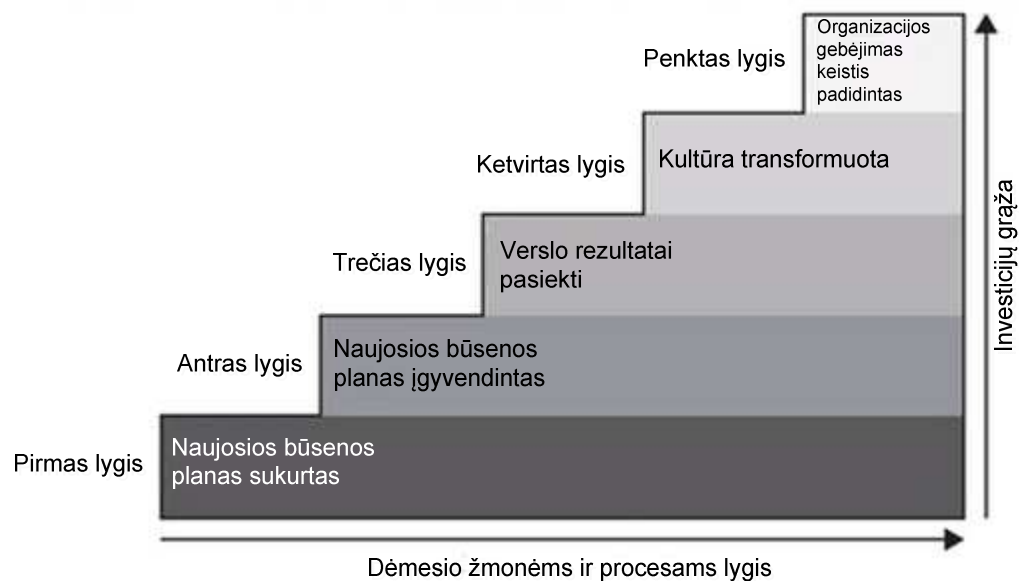 Organizacijos
gebėjimas
keistis
padidintas
Penktas lygis
Kultūra transformuota
Ketvirtas lygis
Verslo rezultatai
pasiekti
Trečias lygis
Naujosios būsenos
planas įgyvendintas
Antras lygis
Naujosios būsenos
planas sukurtas
Pirmas lygis
Investicijų grąža
Dėmesio žmonėms ir procesams lygis